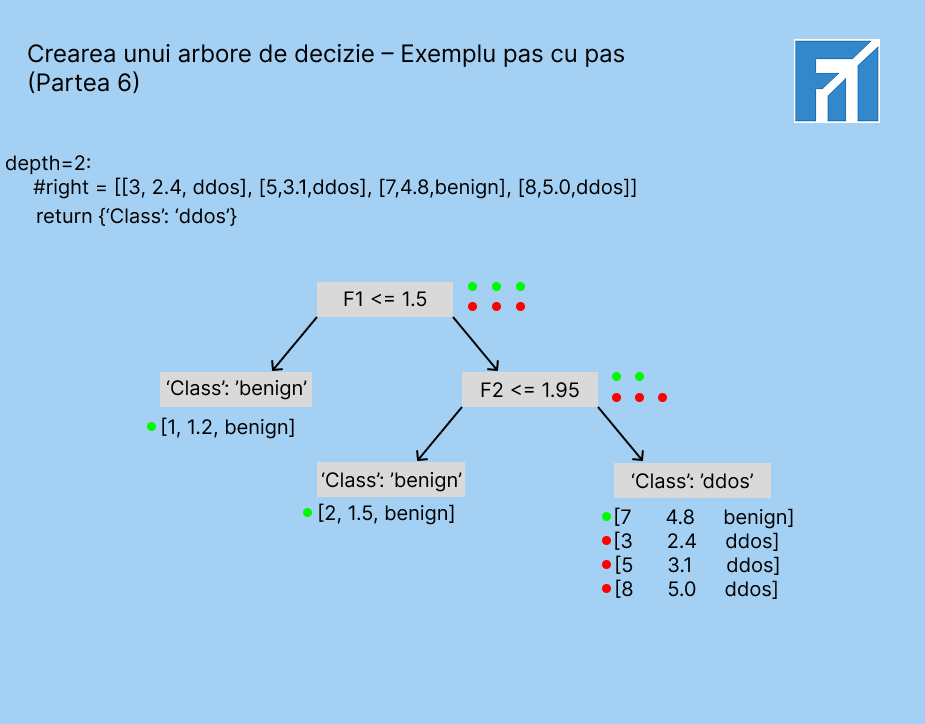 Crearea unui arbore de decizie – Exemplu pas cu pas
(Partea 6)
depth=2:
#right = [[3, 2.4, ddos], [5,3.1,ddos], [7,4.8,benign], [8,5.0,ddos]]
return {‘Class’: ‘ddos’}
F1 <= 1.5
‘Class’: ’benign’
F2 <= 1.95
[1, 1.2, benign]
‘Class’: ’benign’
‘Class’: ’ddos’
[2, 1.5, benign]
[7 4.8 benign]
[3 2.4 ddos]
[5 3.1 ddos]
[8 5.0 ddos]